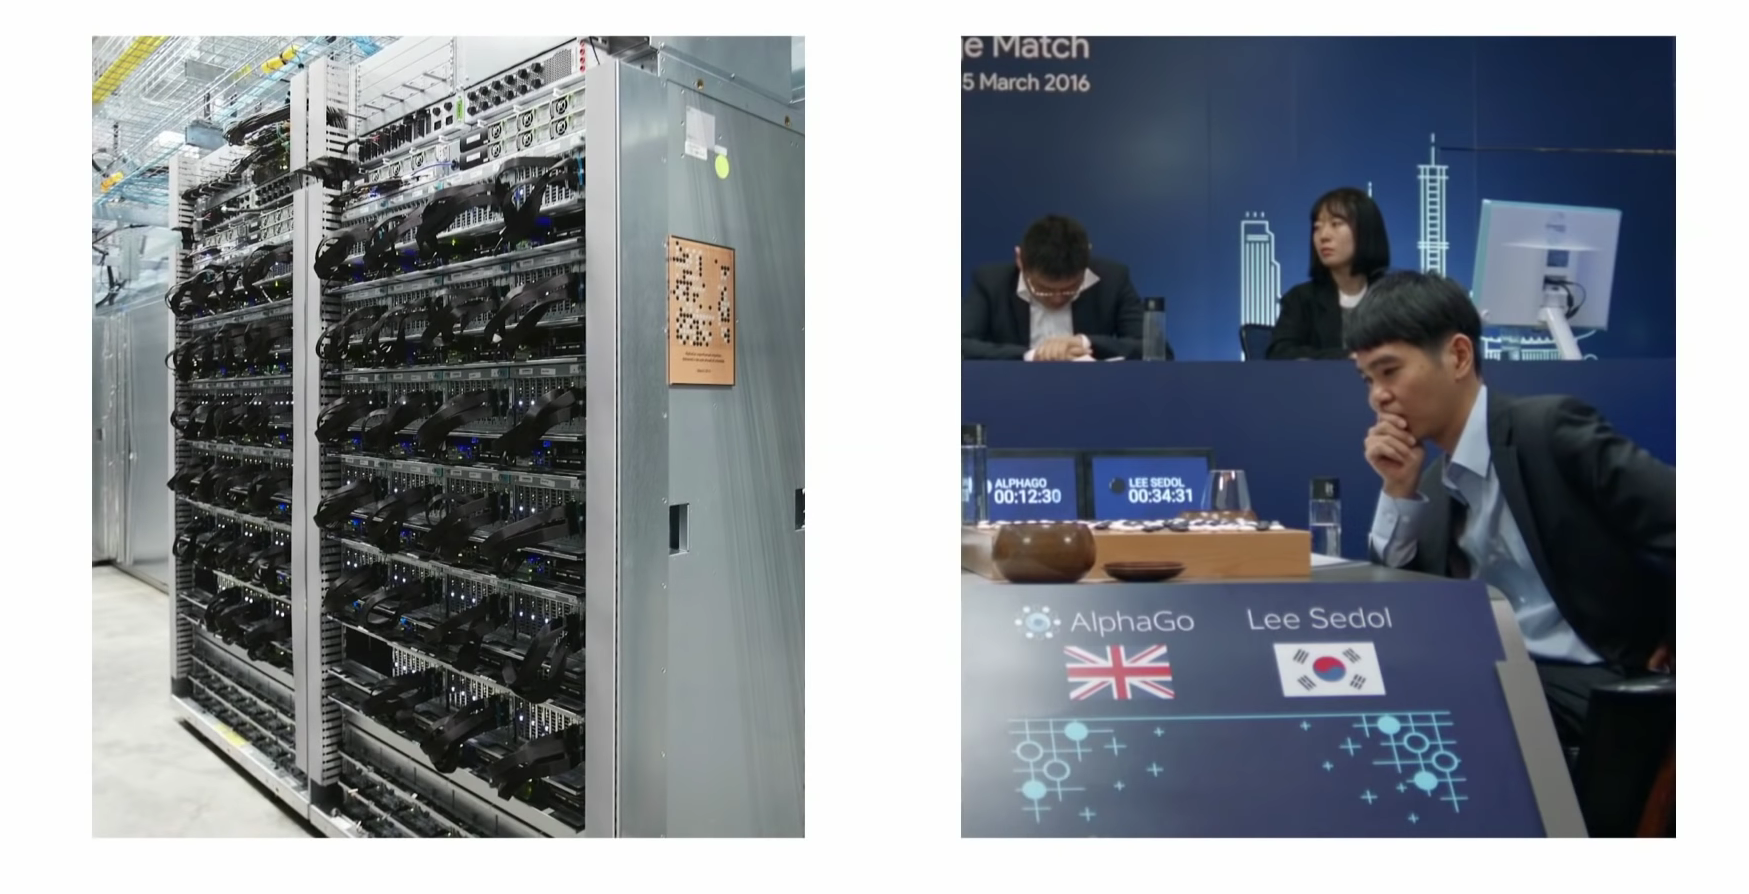 e Match
5 March 2016
ALPHAGO
00:12:30
LEE SEDOL
00:34:31
AlphaGo
Lee Sedol